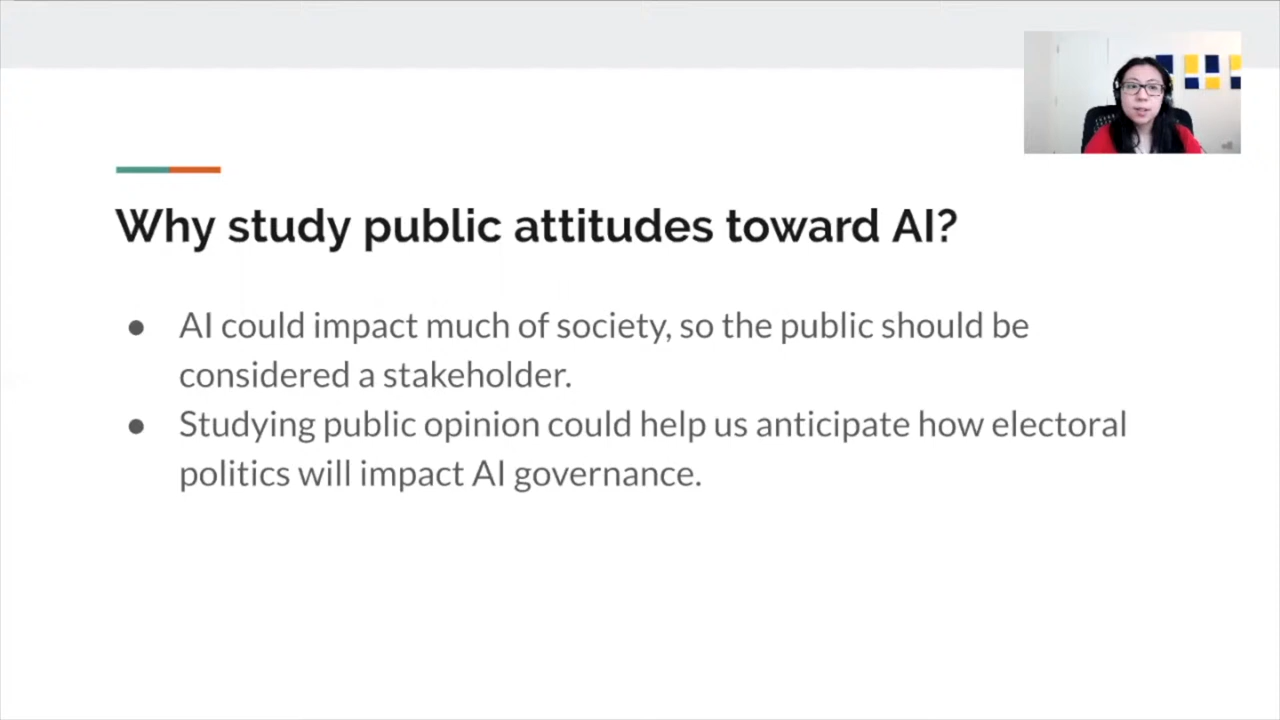 Why study public attitudes toward AI?
● AI could impact much of society, so the public should be
considered a stakeholder.
● Studying public opinion could help us anticipate how electoral
politics will impact AI governance.